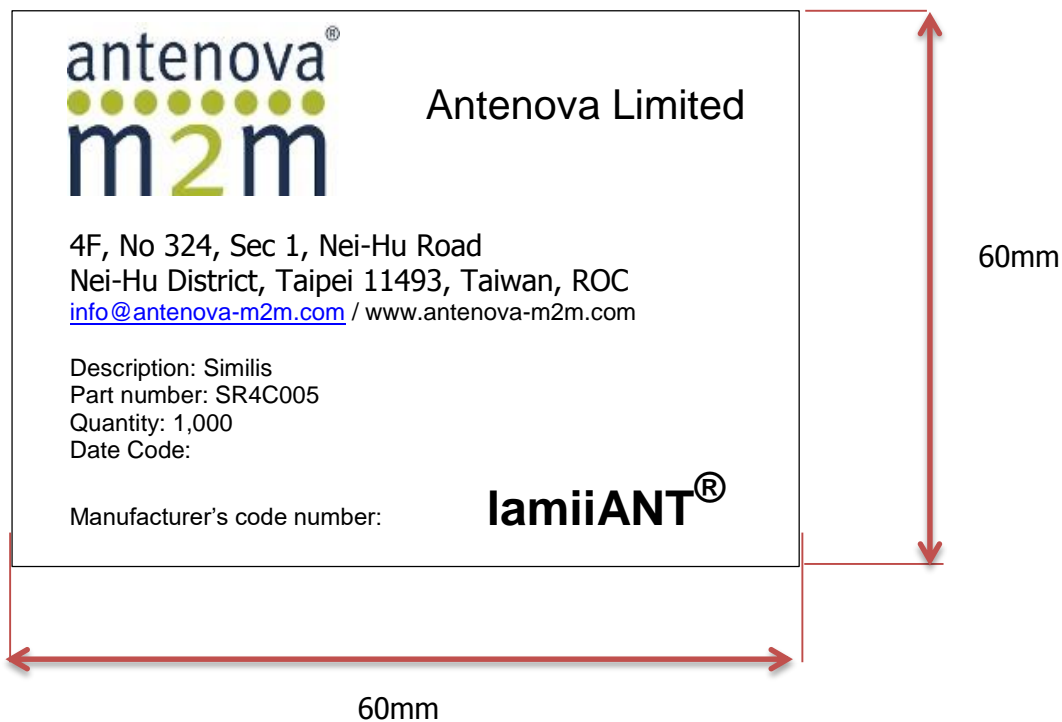 antenova®
m2m
Antenova Limited
4F, No 324, Sec 1, Nei-Hu Road
Nei-Hu District, Taipei 11493, Taiwan, ROC
info@antenova-m2m.com / www.antenova-m2m.com
Description: Similis
Part number: SR4C005
Quantity: 1,000
Date Code:
Manufacturer’s code number:
lamiiANT®
60mm
60mm